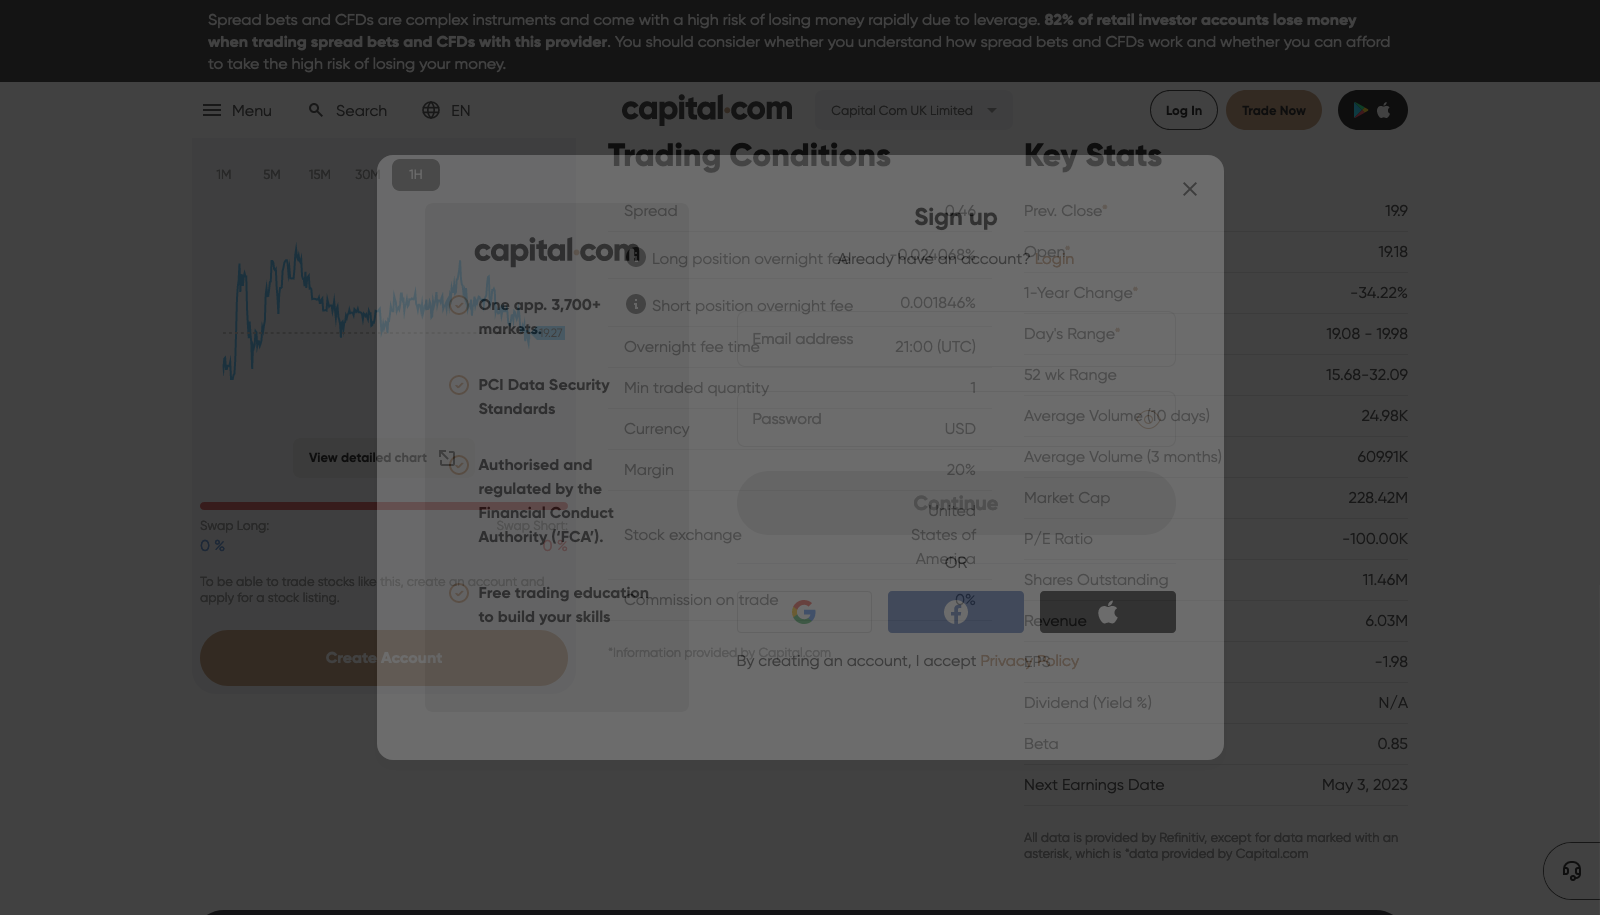 Spread bets and CFDs are complex instruments and come with a high risk of losing money rapidly due to leverage. 82% of retail investor accounts lose money
when trading spread bets and CFDs with this provider. You should consider whether you understand how spread bets and CFDs work and whether you can afford
to take the high risk of losing your money.
Menu
Search
EN
capital.com
Capital Com UK Limited
Log In
Trade Now
1M 5M 15M 30M 1H
19.27
View detailed chart
Swap Long:
0 %
Swap Short:
0 %
To be able to trade stocks like this, create an account and
apply for a stock listing.
Create Account
Trading Conditions
Spread 0.46
Long position overnight fee -0.024068%
Short position overnight fee 0.001846%
Overnight fee time 21:00 (UTC)
Min traded quantity 1
Currency USD
Margin 20%
Stock exchange United
States of
America
Commission on trade 0%
*Information provided by Capital.com
Key Stats
Prev. Close* 19.9
Open* 19.18
1-Year Change* -34.22%
Day's Range* 19.08 - 19.98
52 wk Range 15.68-32.09
Average Volume (10 days) 24.98K
Average Volume (3 months) 609.91K
Market Cap 228.42M
P/E Ratio -100.00K
Shares Outstanding 11.46M
Revenue 6.03M
EPS -1.98
Dividend (Yield %) N/A
Beta 0.85
Next Earnings Date May 3, 2023
All data is provided by Refinitiv, except for data marked with an
asterisk, which is *data provided by Capital.com
capital.com
One app. 3,700+
markets.
PCI Data Security
Standards
Authorised and
regulated by the
Financial Conduct
Authority ('FCA').
Free trading education
to build your skills
Sign up
Already have an account? Login
Email address
Password
Continue
OR
By creating an account, I accept Privacy Policy